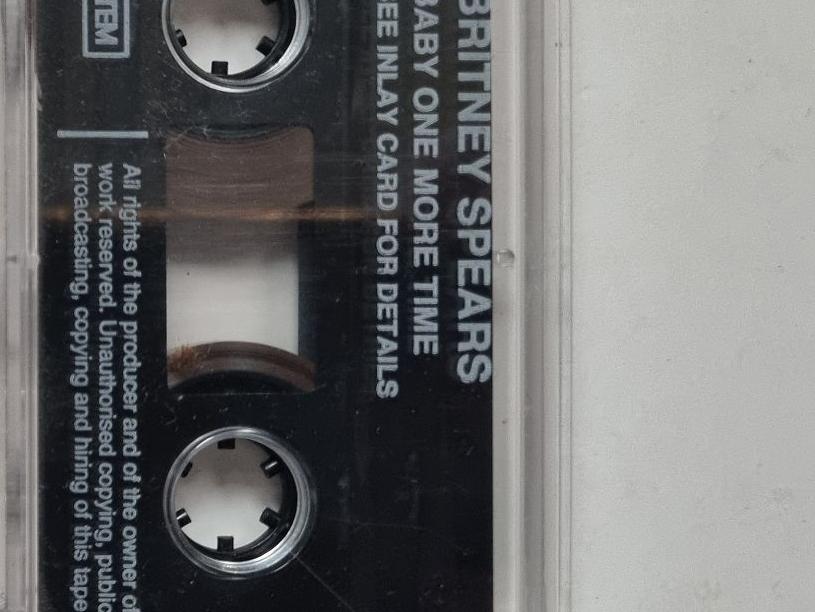 BRITNEY SPEARS
BABY ONE MORE TIME
SEE INLAY CARD FOR DETAILS
All rights of the producer and of the owner of
work reserved. Unauthorised copying, public
broadcasting, copying and hiring of this tape